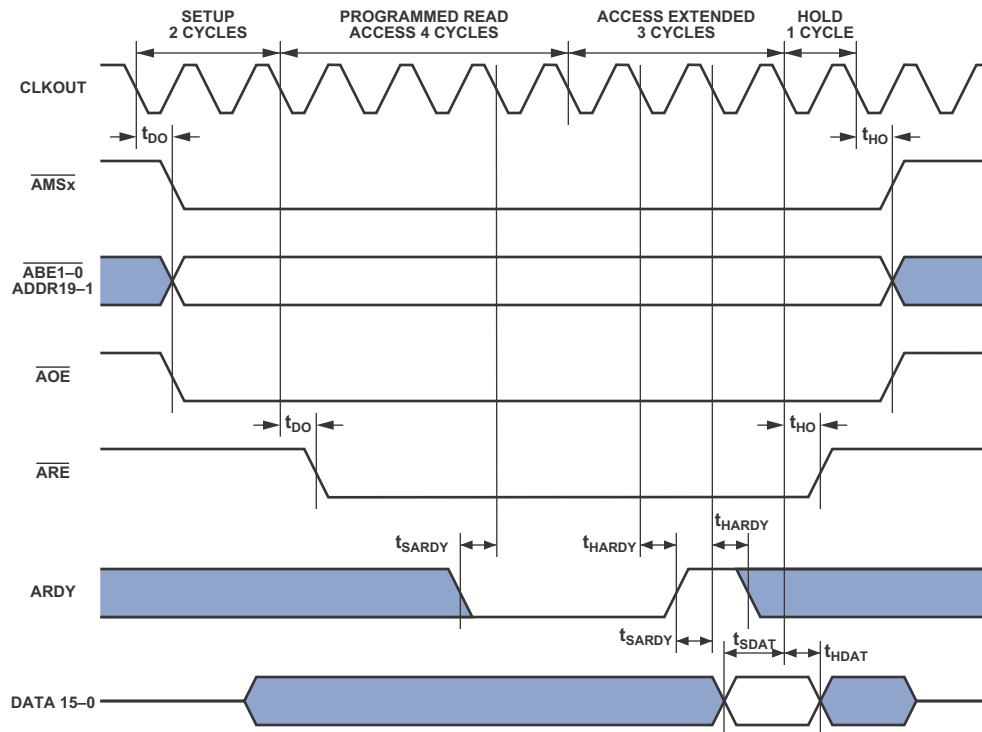 SETUP
2 CYCLES
PROGRAMMED READ
ACCESS 4 CYCLES
ACCESS EXTENDED
3 CYCLES
HOLD
1 CYCLE
CLKOUT
tDO
tHO
AMSx
ABE1–0
ADDR19–1
AOE
tDO
tHO
ARE
tSARDY
tHARDY
tHARDY
ARDY
tSARDY
tSDAT
tHDAT
DATA 15–0